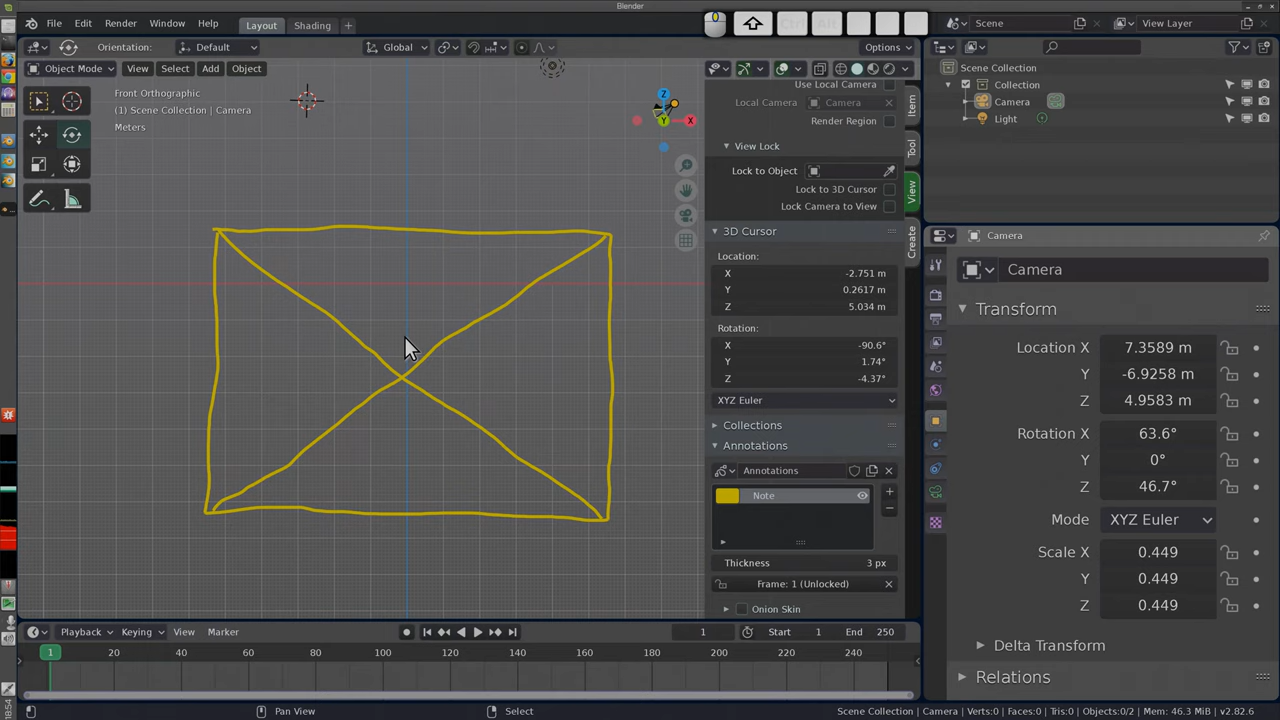 Blender
File Edit Render Window Help Layout Shading + Ctrl Alt Scene View Layer
Orientation: Default Global Options
Object Mode View Select Add Object
Front Orthographic
(1) Scene Collection | Camera
Meters
Z
Y
X
Use Local Camera
Local Camera Camera
Render Region
View Lock
Lock to Object
Lock to 3D Cursor
Lock Camera to View
3D Cursor
Location:
X -2.751 m
Y 0.2617 m
Z 5.034 m
Rotation:
X -90.6°
Y 1.74°
Z -4.37°
XYZ Euler
Collections
Annotations
Annotations
Note
Thickness 3 px
Frame: 1 (Unlocked)
Onion Skin
Item
Tool
View
Create
Scene Collection
Collection
Camera
Light
Camera
Camera
Transform
Location X 7.3589 m
Y -6.9258 m
Z 4.9583 m
Rotation X 63.6°
Y 0°
Z 46.7°
Mode XYZ Euler
Scale X 0.449
Y 0.449
Z 0.449
Delta Transform
Relations
Playback Keying View Marker 1 Start 1 End 250
1 20 40 60 80 100 120 140 160 180 200 220 240
18:54
Pan View Select Scene Collection | Camera | Verts:0 | Faces:0 | Tris:0 | Objects:0/2 | Mem: 46.3 MiB | v2.82.6